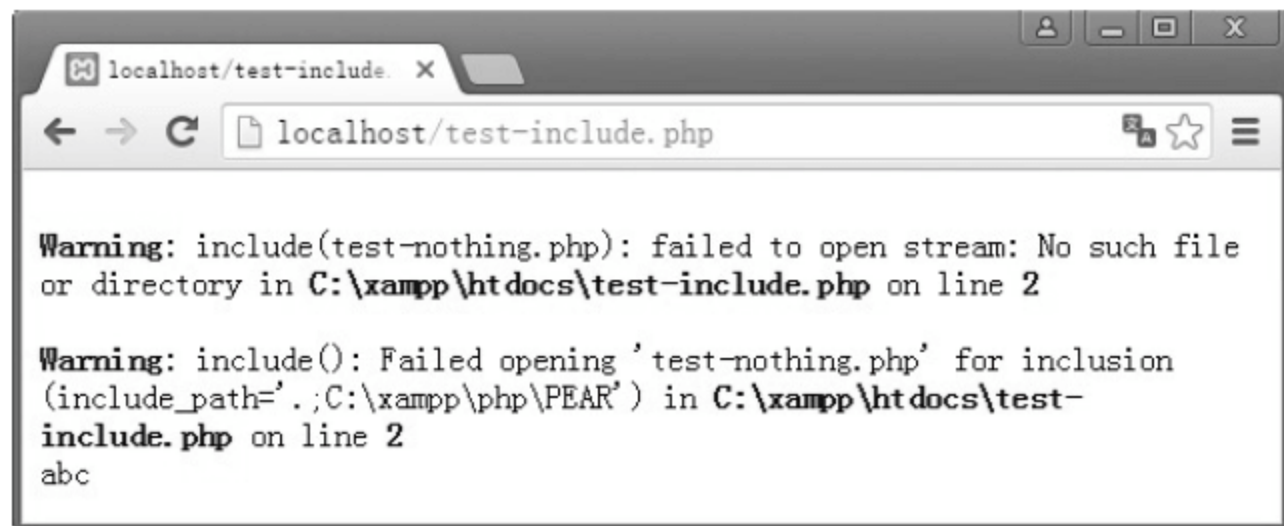 localhost/test-include.
localhost/test-include.php
Warning: include(test-nothing.php): failed to open stream: No such file
or directory in C:\xampp\htdocs\test-include.php on line 2
Warning: include(): Failed opening 'test-nothing.php' for inclusion
(include_path='.;C:\xampp\php\PEAR') in C:\xampp\htdocs\test-
include.php on line 2
abc